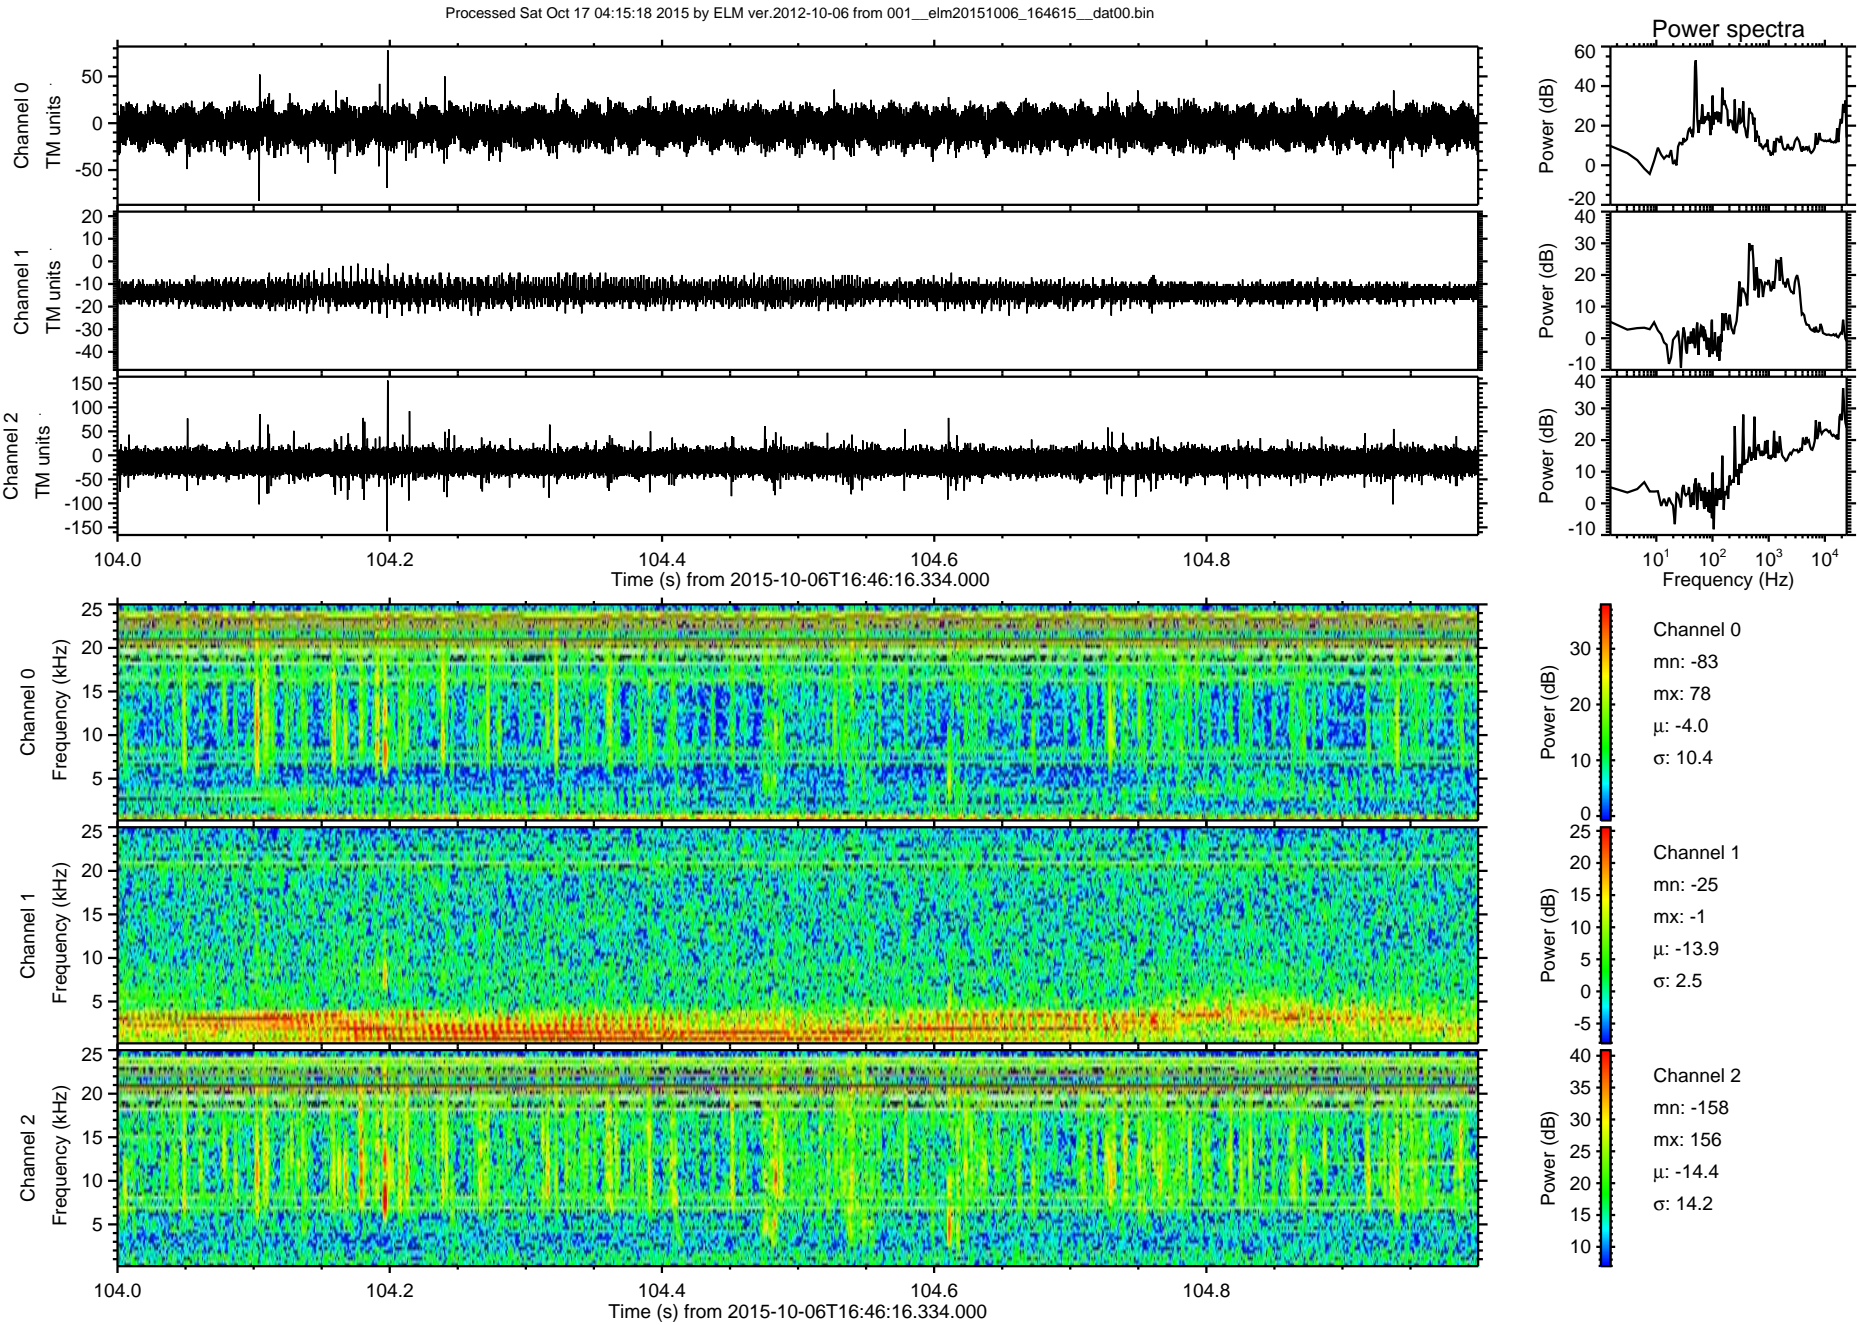 Processed Sat Oct 17 04:15:18 2015 by ELM ver.2012-10-06 from 001__elm20151006_164615__dat00.bin
Power spectra
Channel 0
TM units
50
0
-50
Power (dB)
60
40
20
0
-20
Channel 1
TM units
20
10
0
-10
-20
-30
-40
Power (dB)
40
30
20
10
0
-10
Channel 2
TM units
150
100
50
0
-50
-100
-150
Power (dB)
40
30
20
10
0
-10
104.0 104.2 104.4 104.6 104.8
Time (s) from 2015-10-06T16:46:16.334.000
10^1 10^2 10^3 10^4
Frequency (Hz)
Channel 0
Frequency (kHz)
25
20
15
10
5
Power (dB)
30
20
10
0
Channel 0
mn: -83
mx: 78
μ: -4.0
σ: 10.4
Channel 1
Frequency (kHz)
25
20
15
10
5
Power (dB)
25
20
15
10
5
0
-5
Channel 1
mn: -25
mx: -1
μ: -13.9
σ: 2.5
Channel 2
Frequency (kHz)
25
20
15
10
5
Power (dB)
40
35
30
25
20
15
10
Channel 2
mn: -158
mx: 156
μ: -14.4
σ: 14.2
104.0 104.2 104.4 104.6 104.8
Time (s) from 2015-10-06T16:46:16.334.000